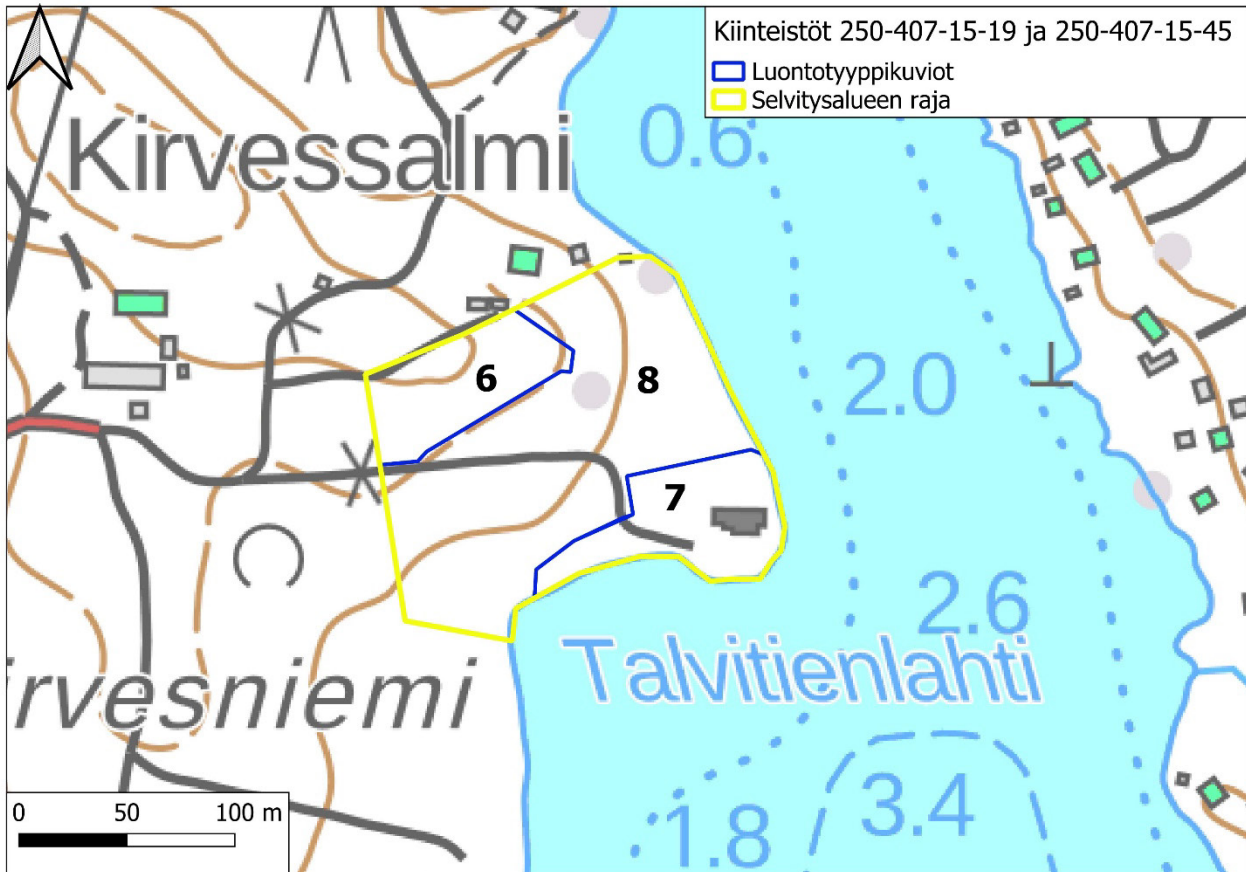 Kiinteistöt 250-407-15-19 ja 250-407-15-45
Luontotyyppikuviot
Selvitysalueen raja
Kirvessalmi
0.6
6
8
2.0
7
2.6
Talvitienlahti
irvesniemi
3.4
1.8
0 50 100 m